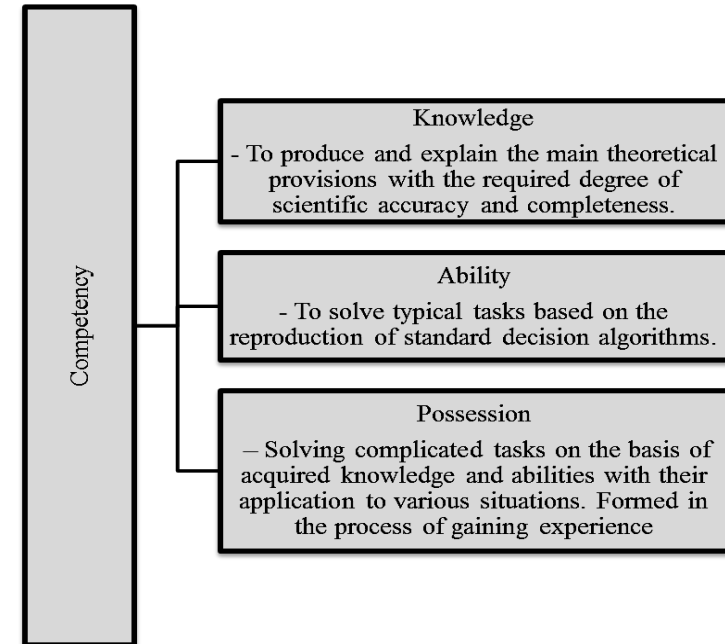 Competency
Knowledge
- To produce and explain the main theoretical
provisions with the required degree of
scientific accuracy and completeness.
Ability
- To solve typical tasks based on the
reproduction of standard decision algorithms.
Possession
– Solving complicated tasks on the basis of
acquired knowledge and abilities with their
application to various situations. Formed in
the process of gaining experience